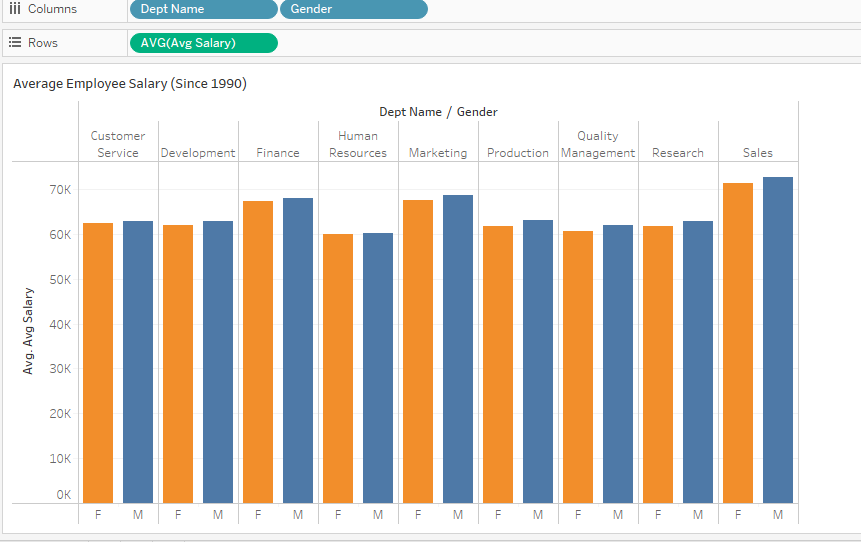 Columns Dept Name Gender
Rows AVG(Avg Salary)
Average Employee Salary (Since 1990)
Dept Name / Gender
Customer Service
Development
Finance
Human Resources
Marketing
Production
Quality Management
Research
Sales
Avg. Avg Salary
70K
60K
50K
40K
30K
20K
10K
0K
F M F M F M F M F M F M F M F M F M